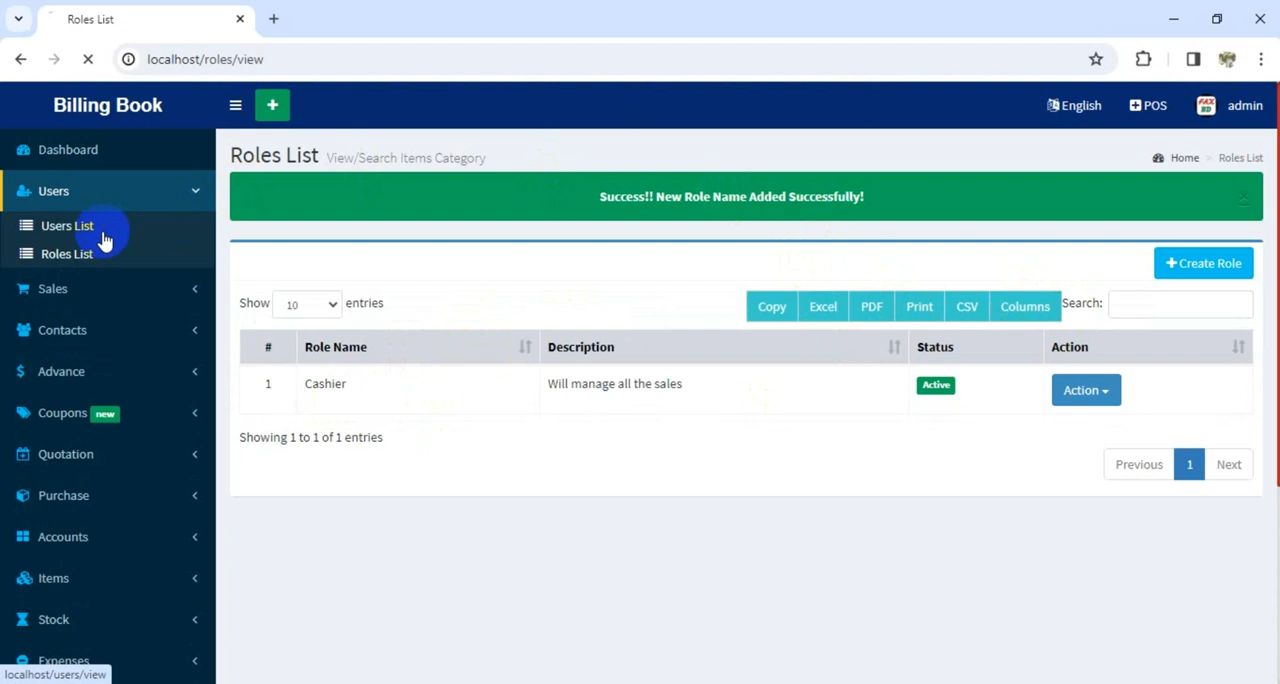 Roles List
localhost/roles/view
Billing Book
+
English
POS
admin
Dashboard
Users
Users List
Roles List
Sales
Contacts
Advance
Coupons new
Quotation
Purchase
Accounts
Items
Stock
Expenses
localhost/users/view
Roles List View/Search Items Category
Home > Roles List
Success!! New Role Name Added Successfully!
×
+Create Role
Show 10 entries
Copy Excel PDF Print CSV Columns Search:
# Role Name Description Status Action
1 Cashier Will manage all the sales Active Action
Showing 1 to 1 of 1 entries
Previous 1 Next